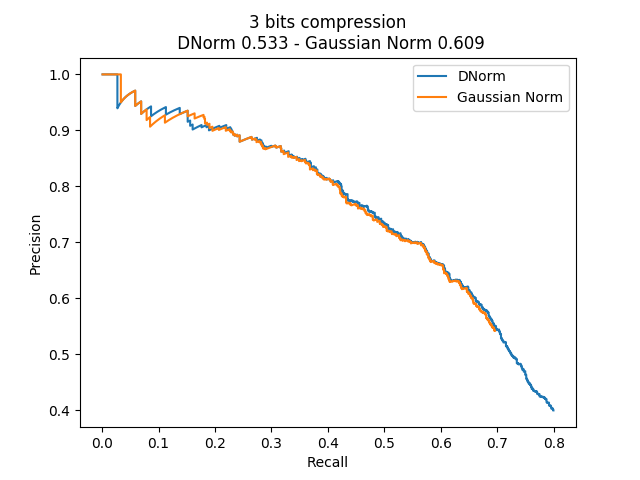 3 bits compression
DNorm 0.533 - Gaussian Norm 0.609
DNorm
Gaussian Norm
Precision
1.0
0.9
0.8
0.7
0.6
0.5
0.4
0.0 0.1 0.2 0.3 0.4 0.5 0.6 0.7 0.8
Recall